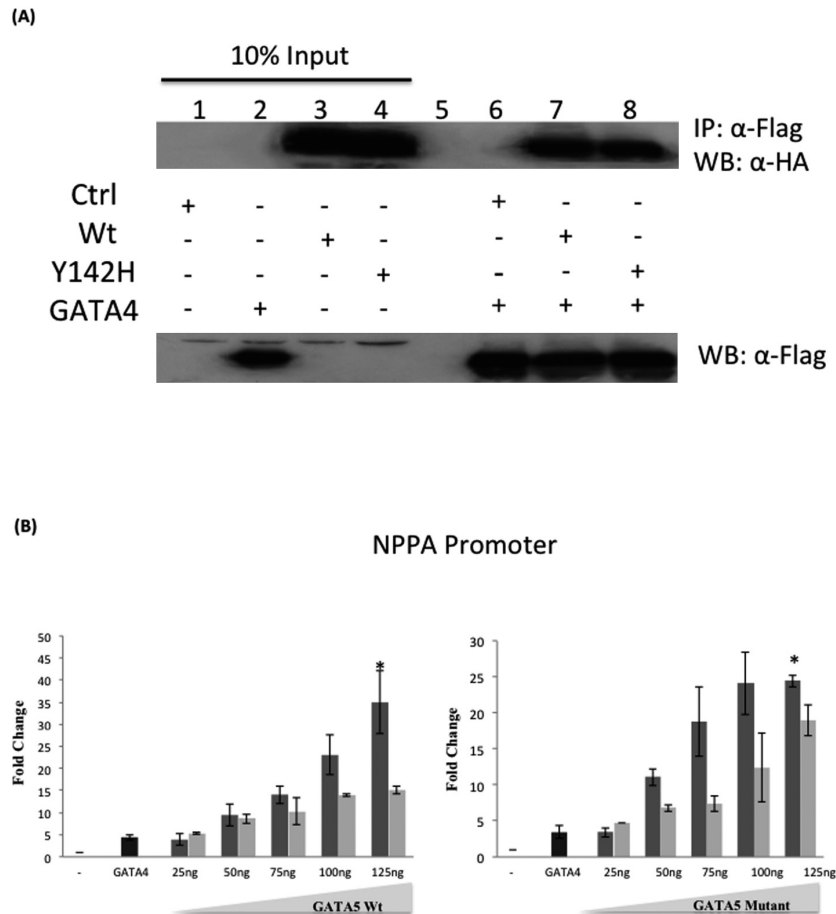 (A)
10% Input
1 2 3 4 5 6 7 8
IP: α-Flag
WB: α-HA
Ctrl + - - - + - -
Wt - - + - - + -
Y142H - - - + - - +
GATA4 - + - - + + +
WB: α-Flag
(B)
NPPA Promoter
Fold Change
50
45
40
35
30
25
20
15
10
5
0
*
- GATA4 25ng 50ng 75ng 100ng 125ng
GATA5 Wt
Fold Change
30
25
20
15
10
5
0
*
- GATA4 25ng 50ng 75ng 100ng 125ng
GATA5 Mutant